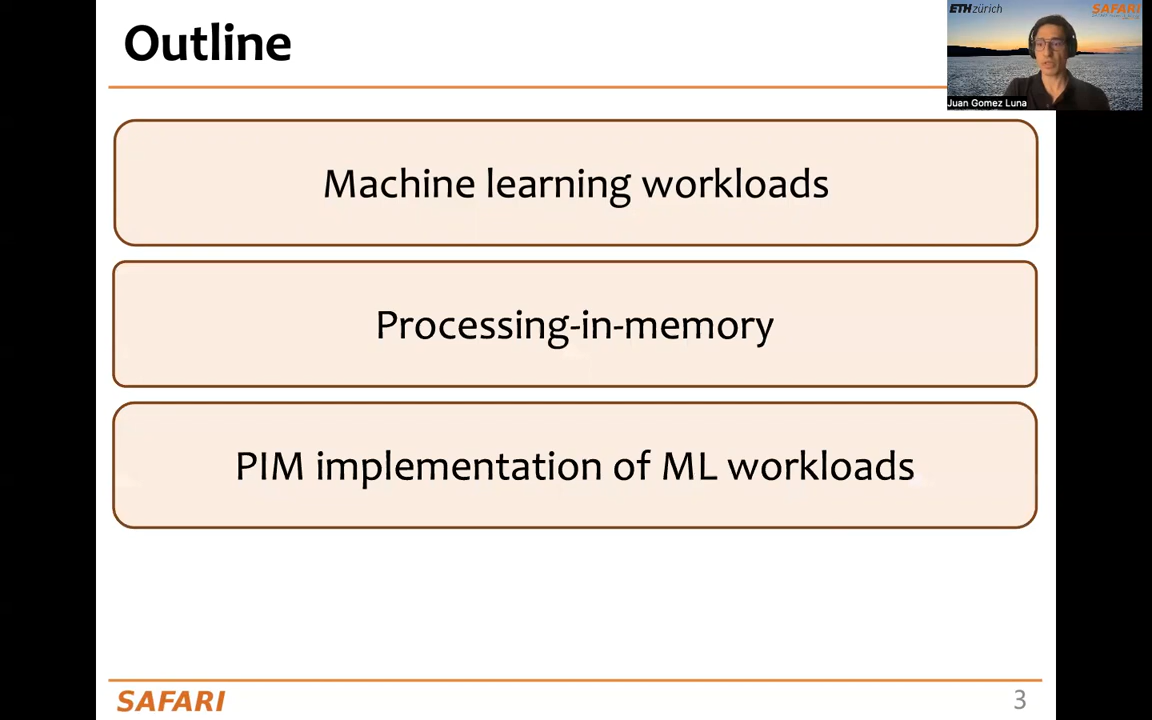 Outline
ETH zürich
SAFARI
Juan Gomez Luna
Machine learning workloads
Processing-in-memory
PIM implementation of ML workloads
SAFARI
3